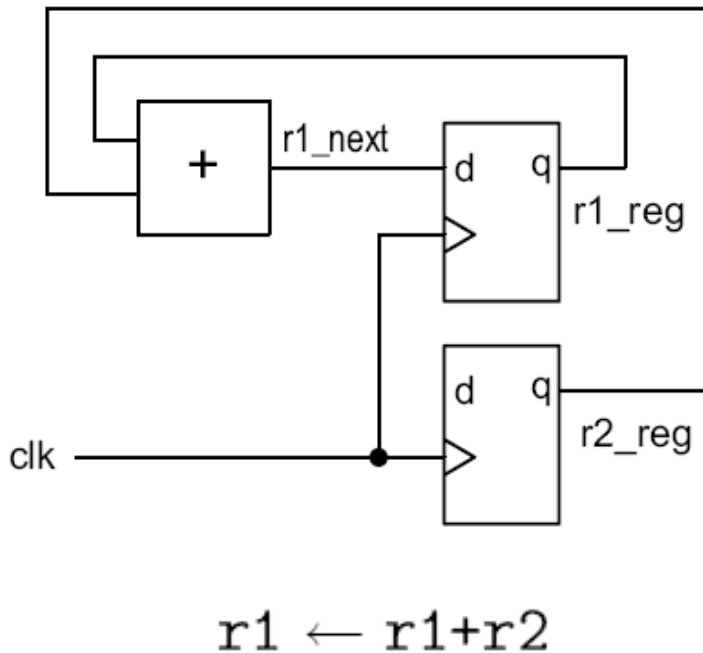 r1_next
+
d q
r1_reg
d q
r2_reg
clk
r1 ← r1+r2